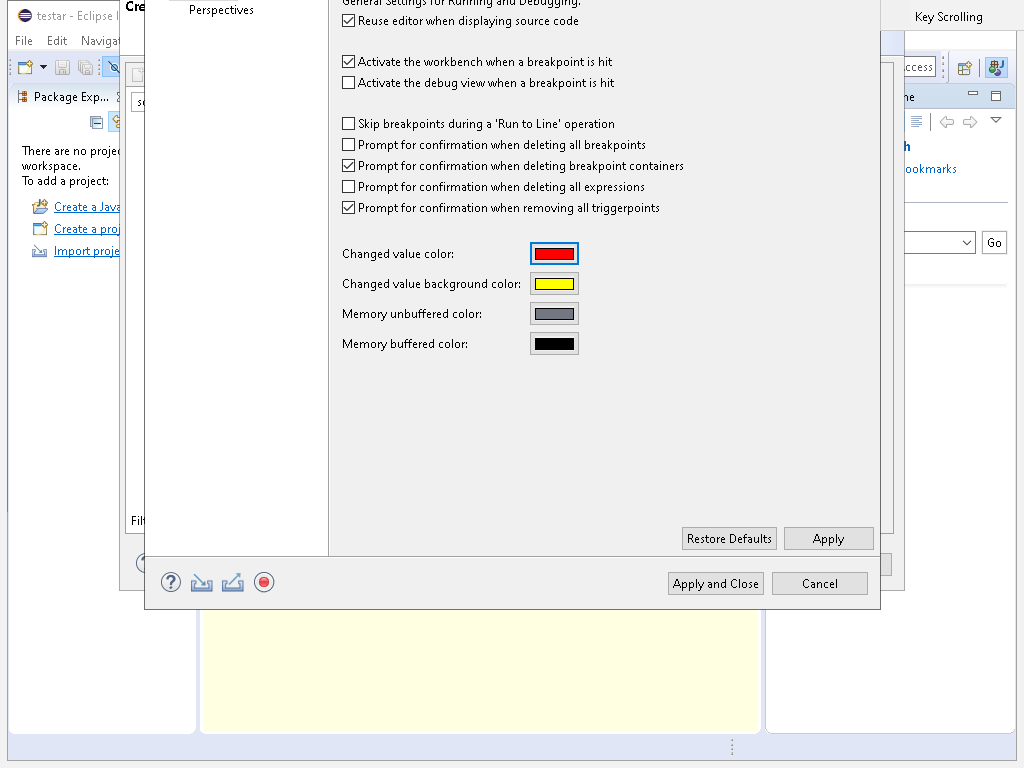 Perspectives
General Settings for Running and Debugging.
Key Scrolling
testar - Eclipse I
Cre
Reuse editor when displaying source code
File Edit Navigat
Activate the workbench when a breakpoint is hit
ccess
Activate the debug view when a breakpoint is hit
Package Exp...
ne
Skip breakpoints during a 'Run to Line' operation
There are no projec
workspace.
To add a project:
Prompt for confirmation when deleting all breakpoints
h
Prompt for confirmation when deleting breakpoint containers
ookmarks
Prompt for confirmation when deleting all expressions
Create a Java
Prompt for confirmation when removing all triggerpoints
Create a proj
Import proje
Go
Changed value color:
Changed value background color:
Memory unbuffered color:
Memory buffered color:
Filt
Restore Defaults Apply
Apply and Close Cancel